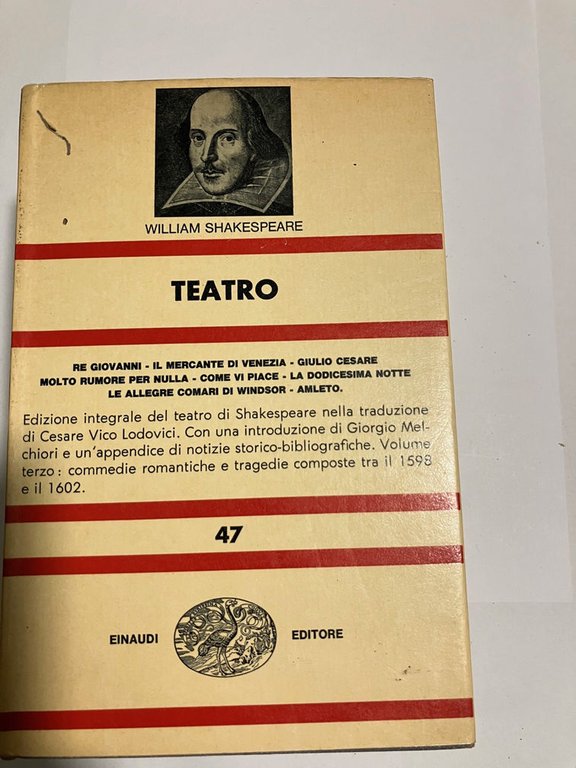 WILLIAM SHAKESPEARE
TEATRO
RE GIOVANNI - IL MERCANTE DI VENEZIA - GIULIO CESARE
MOLTO RUMORE PER NULLA - COME VI PIACE - LA DODICESIMA NOTTE
LE ALLEGRE COMARI DI WINDSOR - AMLETO.
Edizione integrale del teatro di Shakespeare nella traduzione
di Cesare Vico Lodovici. Con una introduzione di Giorgio Mel-
chiori e un'appendice di notizie storico-bibliografiche. Volume
terzo: commedie romantiche e tragedie composte tra il 1598
e il 1602.
47
EINAUDI EDITORE